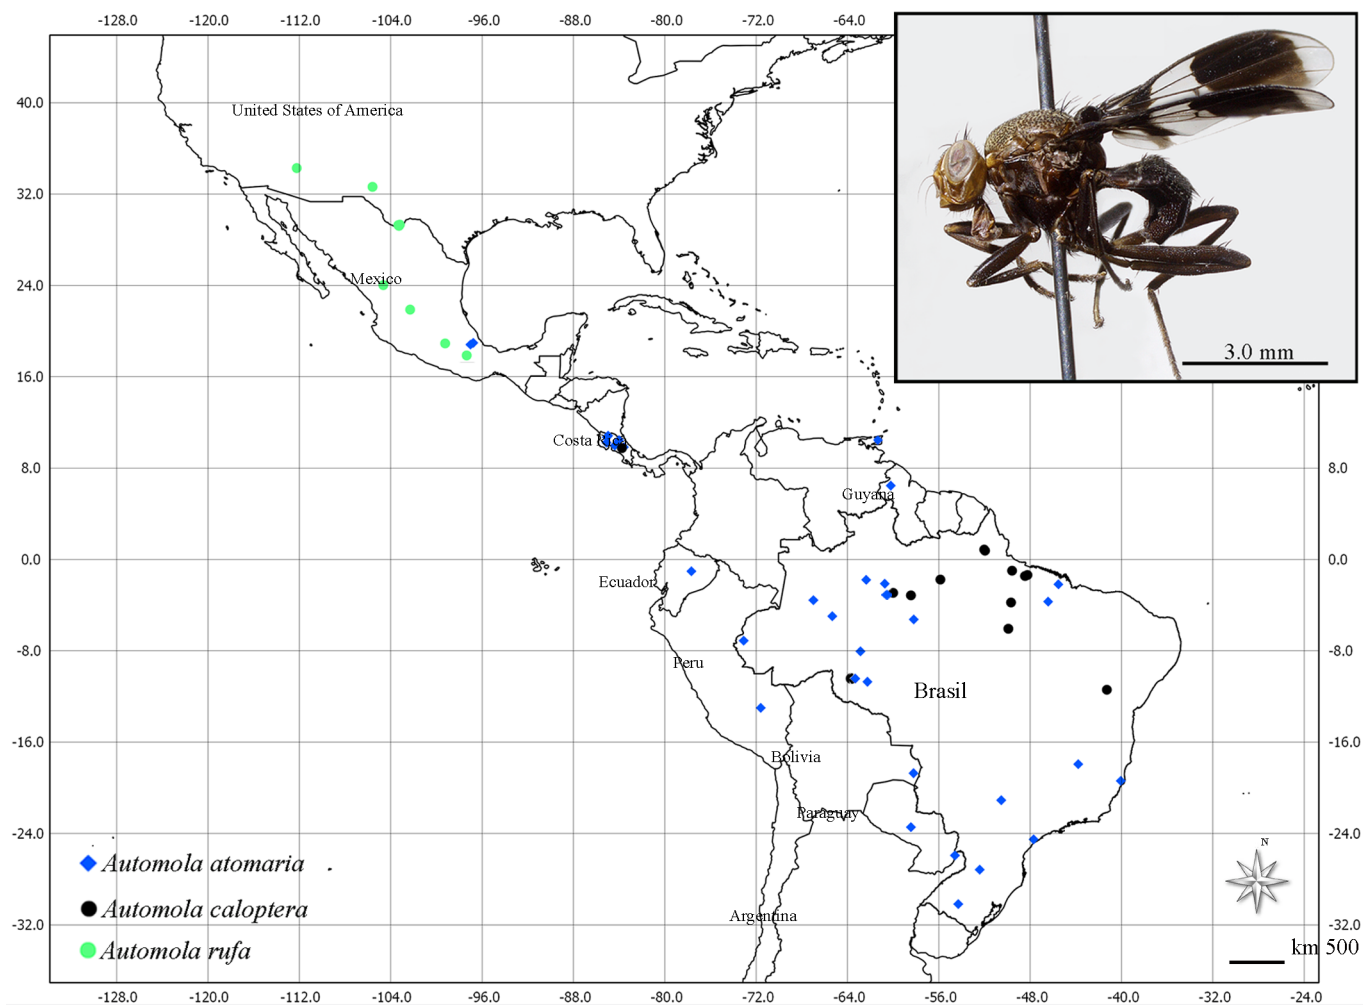 -128.0 -120.0 -112.0 -104.0 -96.0 -88.0 -80.0 -72.0 -64.0
40.0
United States of America
32.0
3.0 mm
Mexico
24.0
16.0
Costa Rica
8.0 8.0
Guyana
0.0 0.0
Ecuador
-8.0 -8.0
Peru
Brasil
-16.0 -16.0
Bolivia
Paraguay
-24.0 -24.0
N
Automola atomaria
Automola caloptera
Argentina
-32.0 -32.0
Automola rufa
km 500
-128.0 -120.0 -112.0 -104.0 -96.0 -88.0 -80.0 -72.0 -64.0 -56.0 -48.0 -40.0 -32.0 -24.0